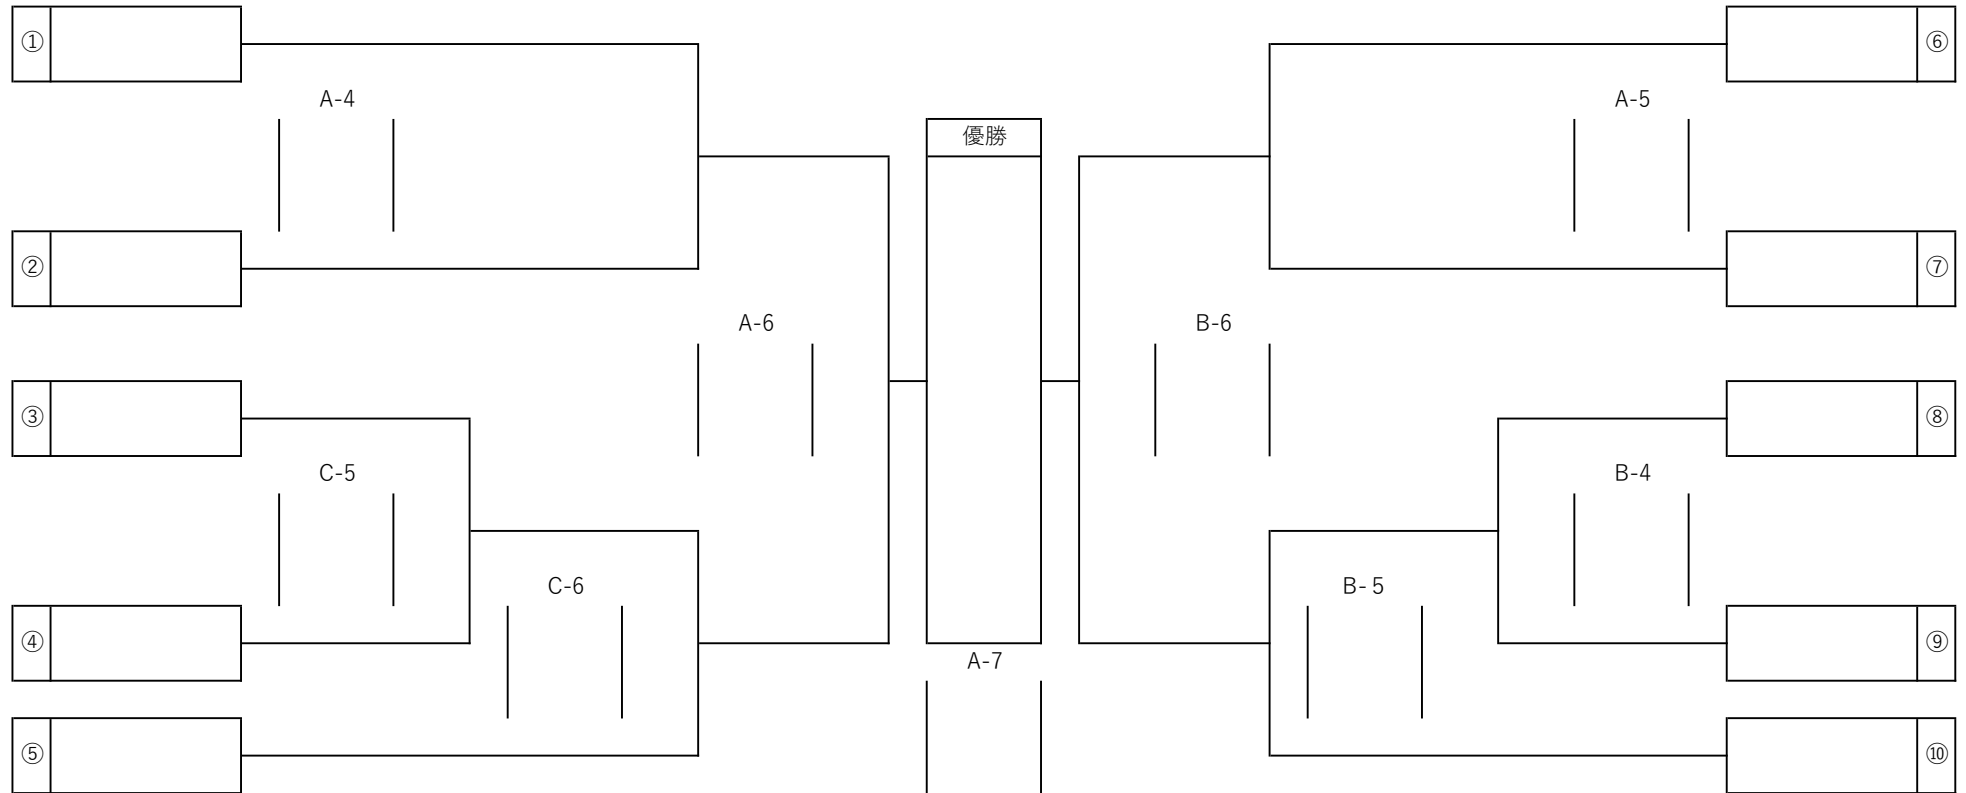 ① ⑥
A-4 A-5
優勝
② ⑦
A-6 B-6
③ ⑧
C-5 B-4
C-6 B- 5
④ ⑨
A-7
⑤ ⑩